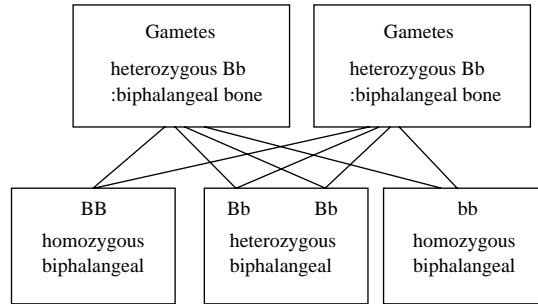 Gametes
heterozygous Bb
:biphalangeal bone
Gametes
heterozygous Bb
:biphalangeal bone
BB
homozygous
biphalangeal
Bb Bb
heterozygous
biphalangeal
bb
homozygous
biphalangeal